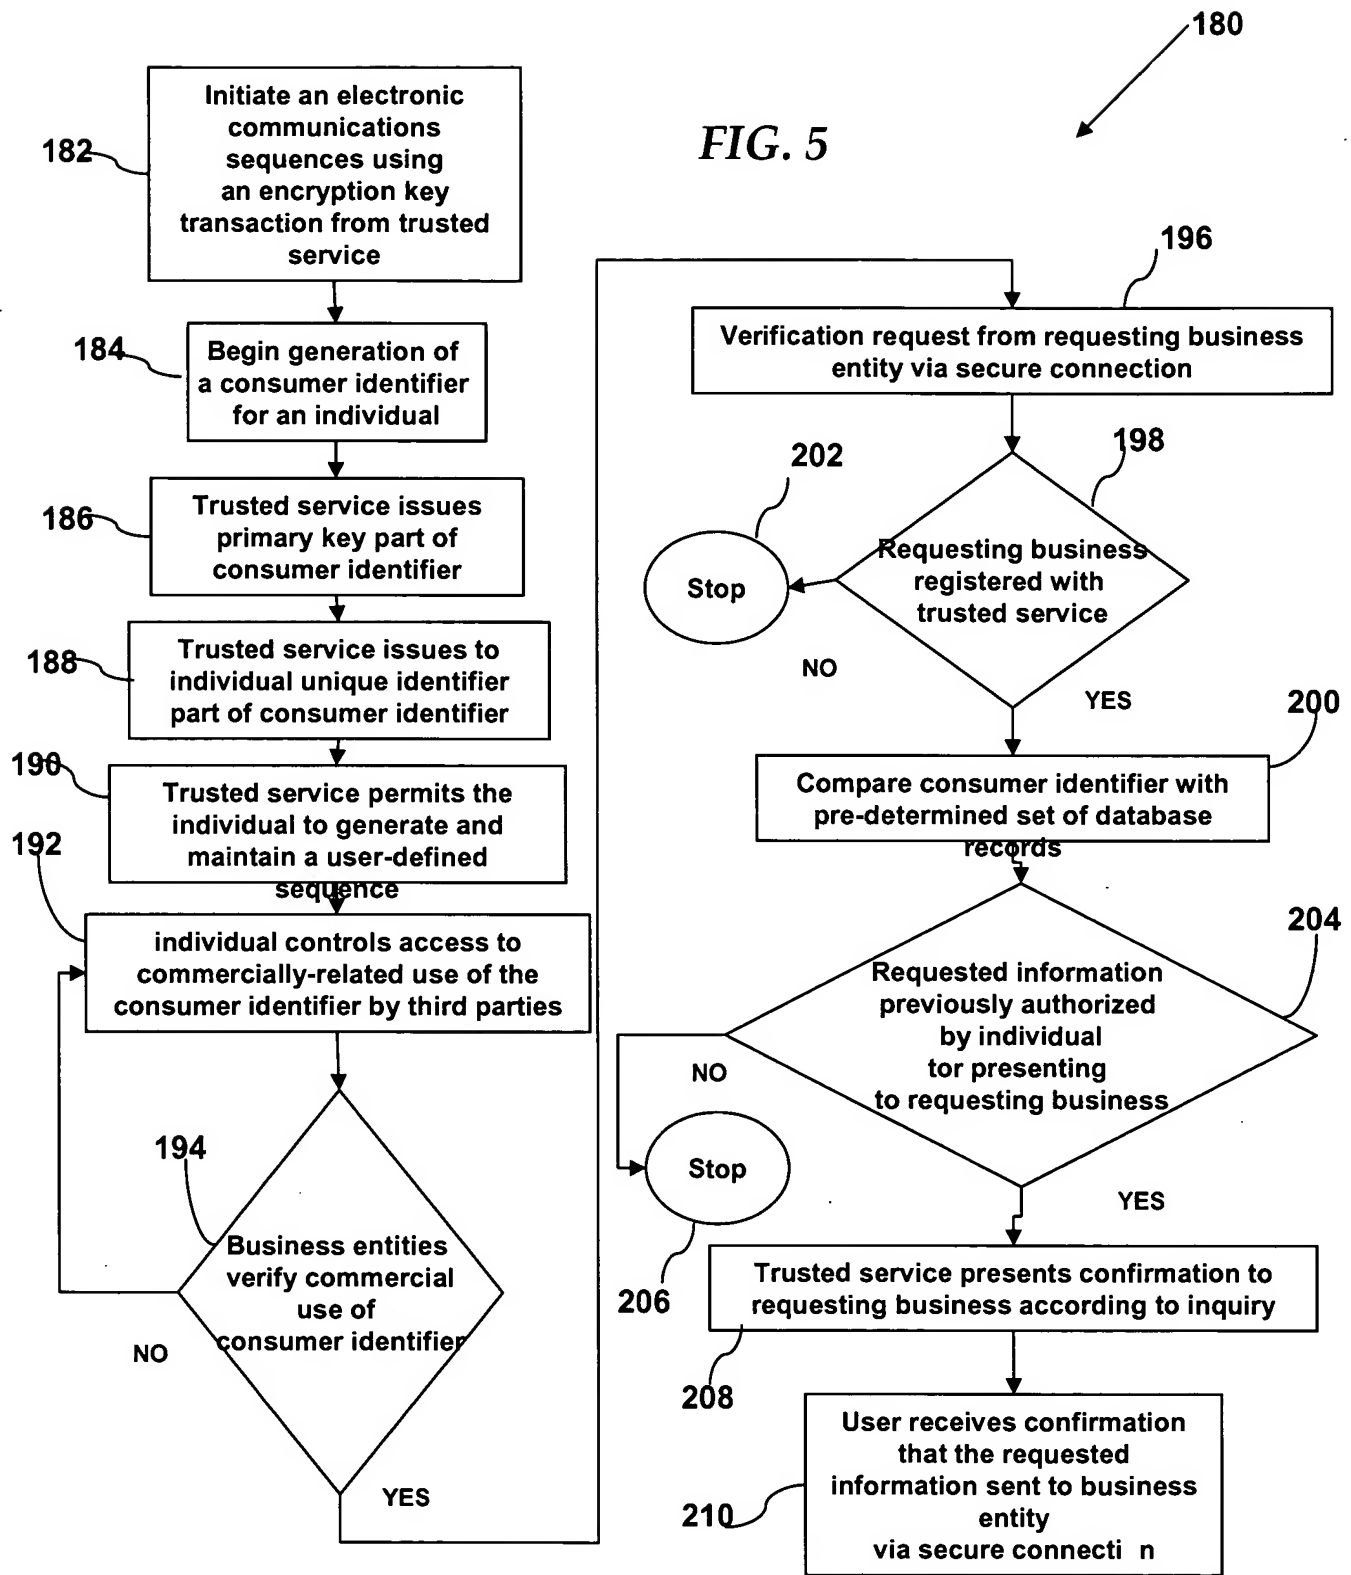 180
FIG. 5
182
Initiate an electronic
communications
sequences using
an encryption key
transaction from trusted
service
184
Begin generation of
a consumer identifier
for an individual
186
Trusted service issues
primary key part of
consumer identifier
188
Trusted service issues to
individual unique identifier
part of consumer identifier
190
Trusted service permits the
individual to generate and
maintain a user-defined
sequence
192
individual controls access to
commercially-related use of the
consumer identifier by third parties
194
Business entities
verify commercial
use of
consumer identifier
NO
YES
196
Verification request from requesting business
entity via secure connection
198
Requesting business
registered with
trusted service
202
Stop
NO
YES
200
Compare consumer identifier with
pre-determined set of database
records
204
Requested information
previously authorized
by individual
tor presenting
to requesting business
NO
Stop
206
YES
Trusted service presents confirmation to
requesting business according to inquiry
208
User receives confirmation
that the requested
information sent to business
entity
via secure connecti n
210